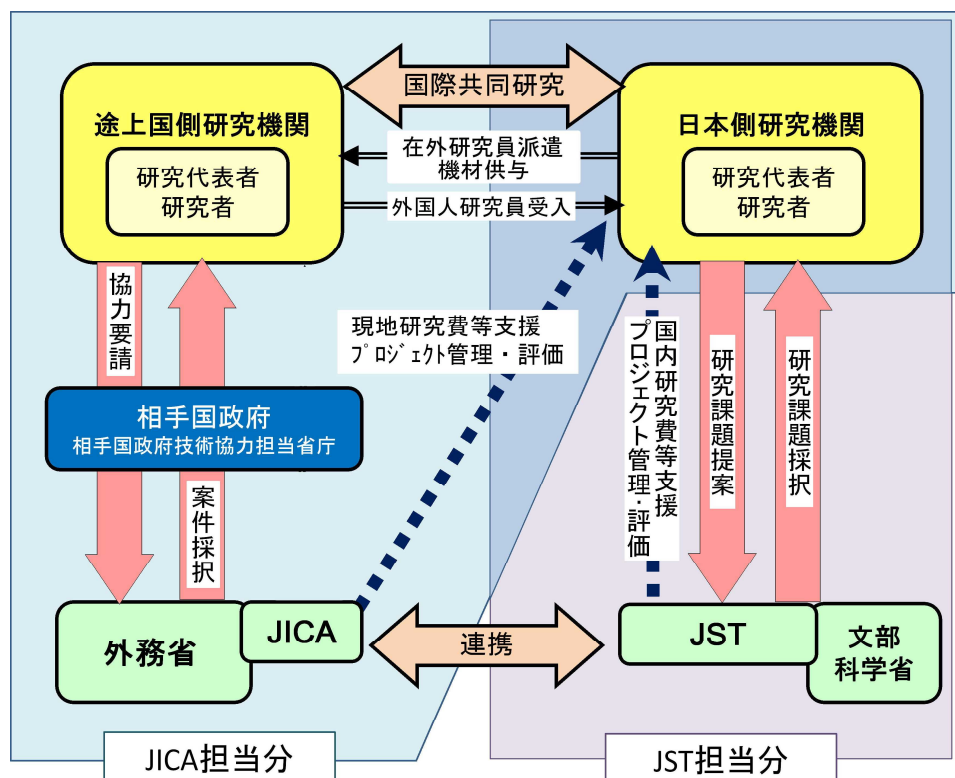 国際共同研究
途上国側研究機関
研究代表者
研究者
日本側研究機関
研究代表者
研究者
在外研究員派遣
機材供与
外国人研究員受入
協力要請
案件採択
現地研究費等支援
ﾌﾟﾛｼﾞｪｸﾄ管理・評価
国内研究費等支援
プロジェクト管理・評価
研究課題提案
研究課題採択
相手国政府
相手国政府技術協力担当省庁
外務省
JICA
連携
JST
文部
科学省
JICA担当分
JST担当分